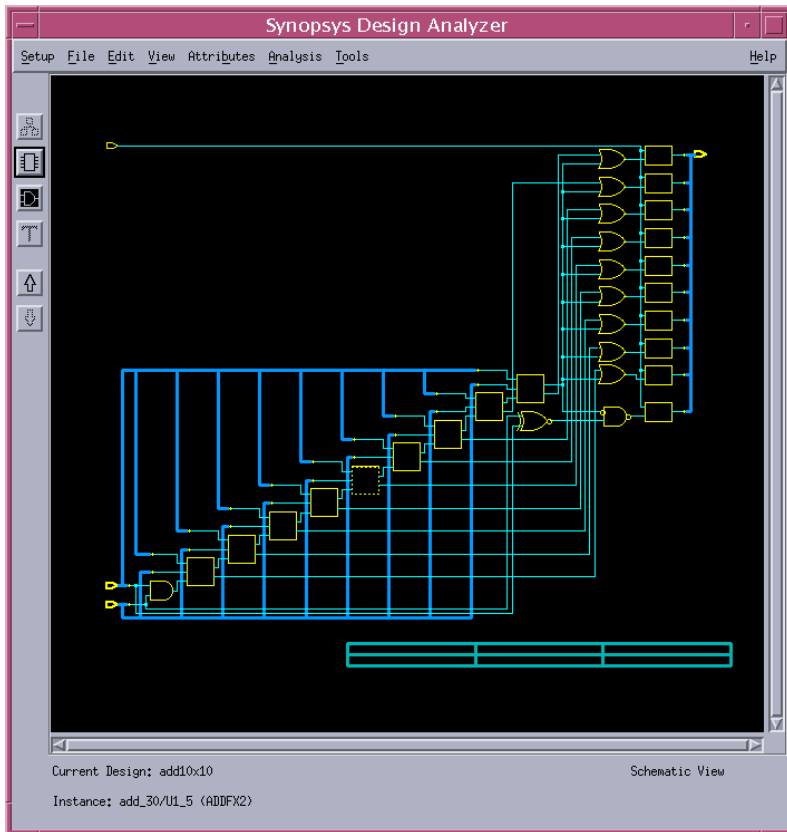 Synopsys Design Analyzer
Setup File Edit View Attributes Analysis Tools Help
Current Design: add10x10 Schematic View
Instance: add_30/U1_5 (ADDFX2)